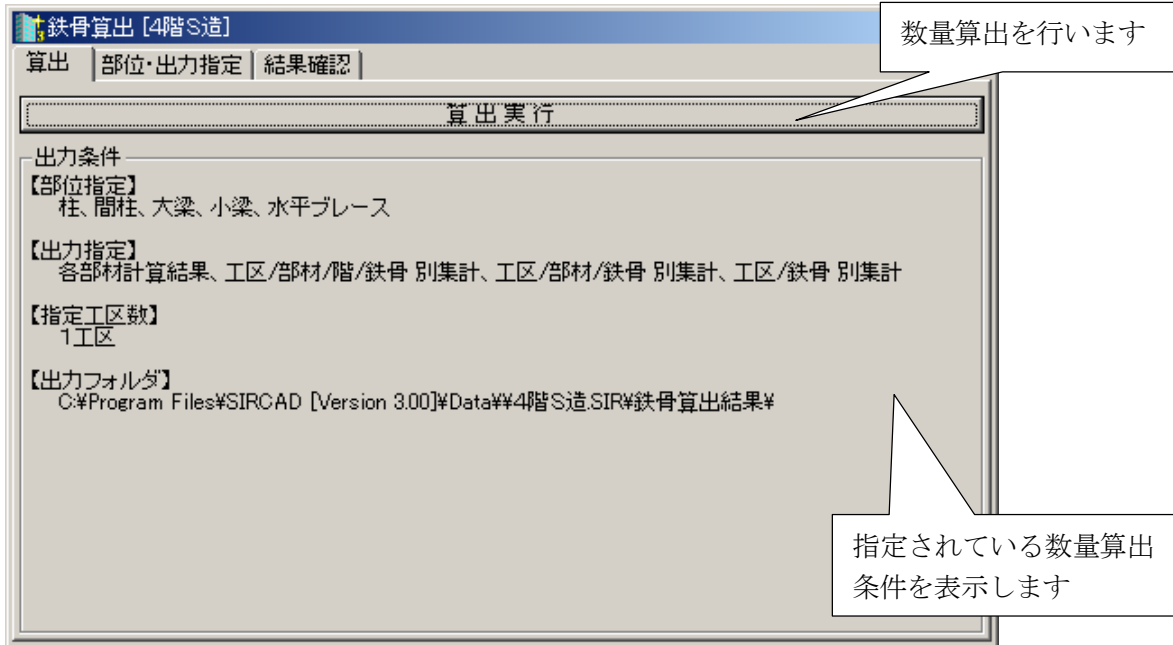 鉄骨算出 [4階S造]
数量算出を行います
算出 部位・出力指定 結果確認
算出実行
出力条件
【部位指定】
柱、間柱、大梁、小梁、水平ブレース
【出力指定】
各部材計算結果、工区/部材/階/鉄骨 別集計、工区/部材/鉄骨 別集計、工区/鉄骨 別集計
【指定工区数】
1工区
【出力フォルダ】
C:¥Program Files¥SIRCAD [Version 3.00]¥Data¥¥4階S造.SIR¥鉄骨算出結果¥
指定されている数量算出
条件を表示します